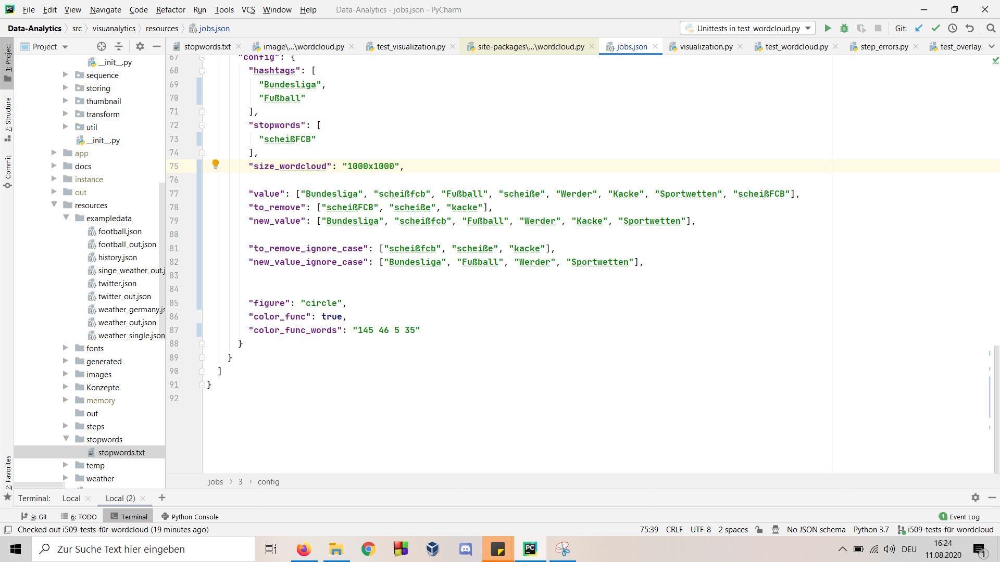 File Edit View Navigate Code Refactor Run Tools VCS Window Help Data-Analytics - jobs.json - PyCharm
Data-Analytics src visuanalytics resources jobs.json Unittests in test_wordcloud.py Git:
Project stopwords.txt image\...\wordcloud.py test_visualization.py site-packages\...\wordcloud.py jobs.json visualization.py test_wordcloud.py step_errors.py test_overlay.
1: Project
7: Structure
Commit
2: Favorites
__init__.py
sequence
storing
thumbnail
transform
util
__init__.py
app
docs
instance
out
resources
exampledata
football.json
football_out.json
history.json
singe_weather_out.j
twitter.json
twitter_out.json
weather_germany.js
weather_out.json
weather_single.json
fonts
generated
images
Konzepte
memory
out
steps
stopwords
stopwords.txt
temp
weather
67 "config": {
68 "hashtags": [
69 "Bundesliga",
70 "Fußball"
71 ],
72 "stopwords": [
73 "scheißFCB"
74 ],
75 "size_wordcloud": "1000x1000",
76
77 "value": ["Bundesliga", "scheißfcb", "Fußball", "scheiße", "Werder", "Kacke", "Sportwetten", "scheißFCB"],
78 "to_remove": ["scheißFCB", "scheiße", "kacke"],
79 "new_value": ["Bundesliga", "scheißfcb", "Fußball", "Werder", "Kacke", "Sportwetten"],
80
81 "to_remove_ignore_case": ["scheißfcb", "scheiße", "kacke"],
82 "new_value_ignore_case": ["Bundesliga", "Fußball", "Werder", "Sportwetten"],
83
84
85 "figure": "circle",
86 "color_func": true,
87 "color_func_words": "145 46 5 35"
88 }
89 }
90 ]
91 }
92
jobs › 3 › config
Terminal: Local Local (2)
9: Git 6: TODO Terminal Python Console 1 Event Log
Checked out i509-tests-für-wordcloud (19 minutes ago) 75:39 CRLF UTF-8 2 spaces No JSON schema Python 3.7 i509-tests-für-wordcloud
Zur Suche Text hier eingeben PC DEU 16:24
11.08.2020 1